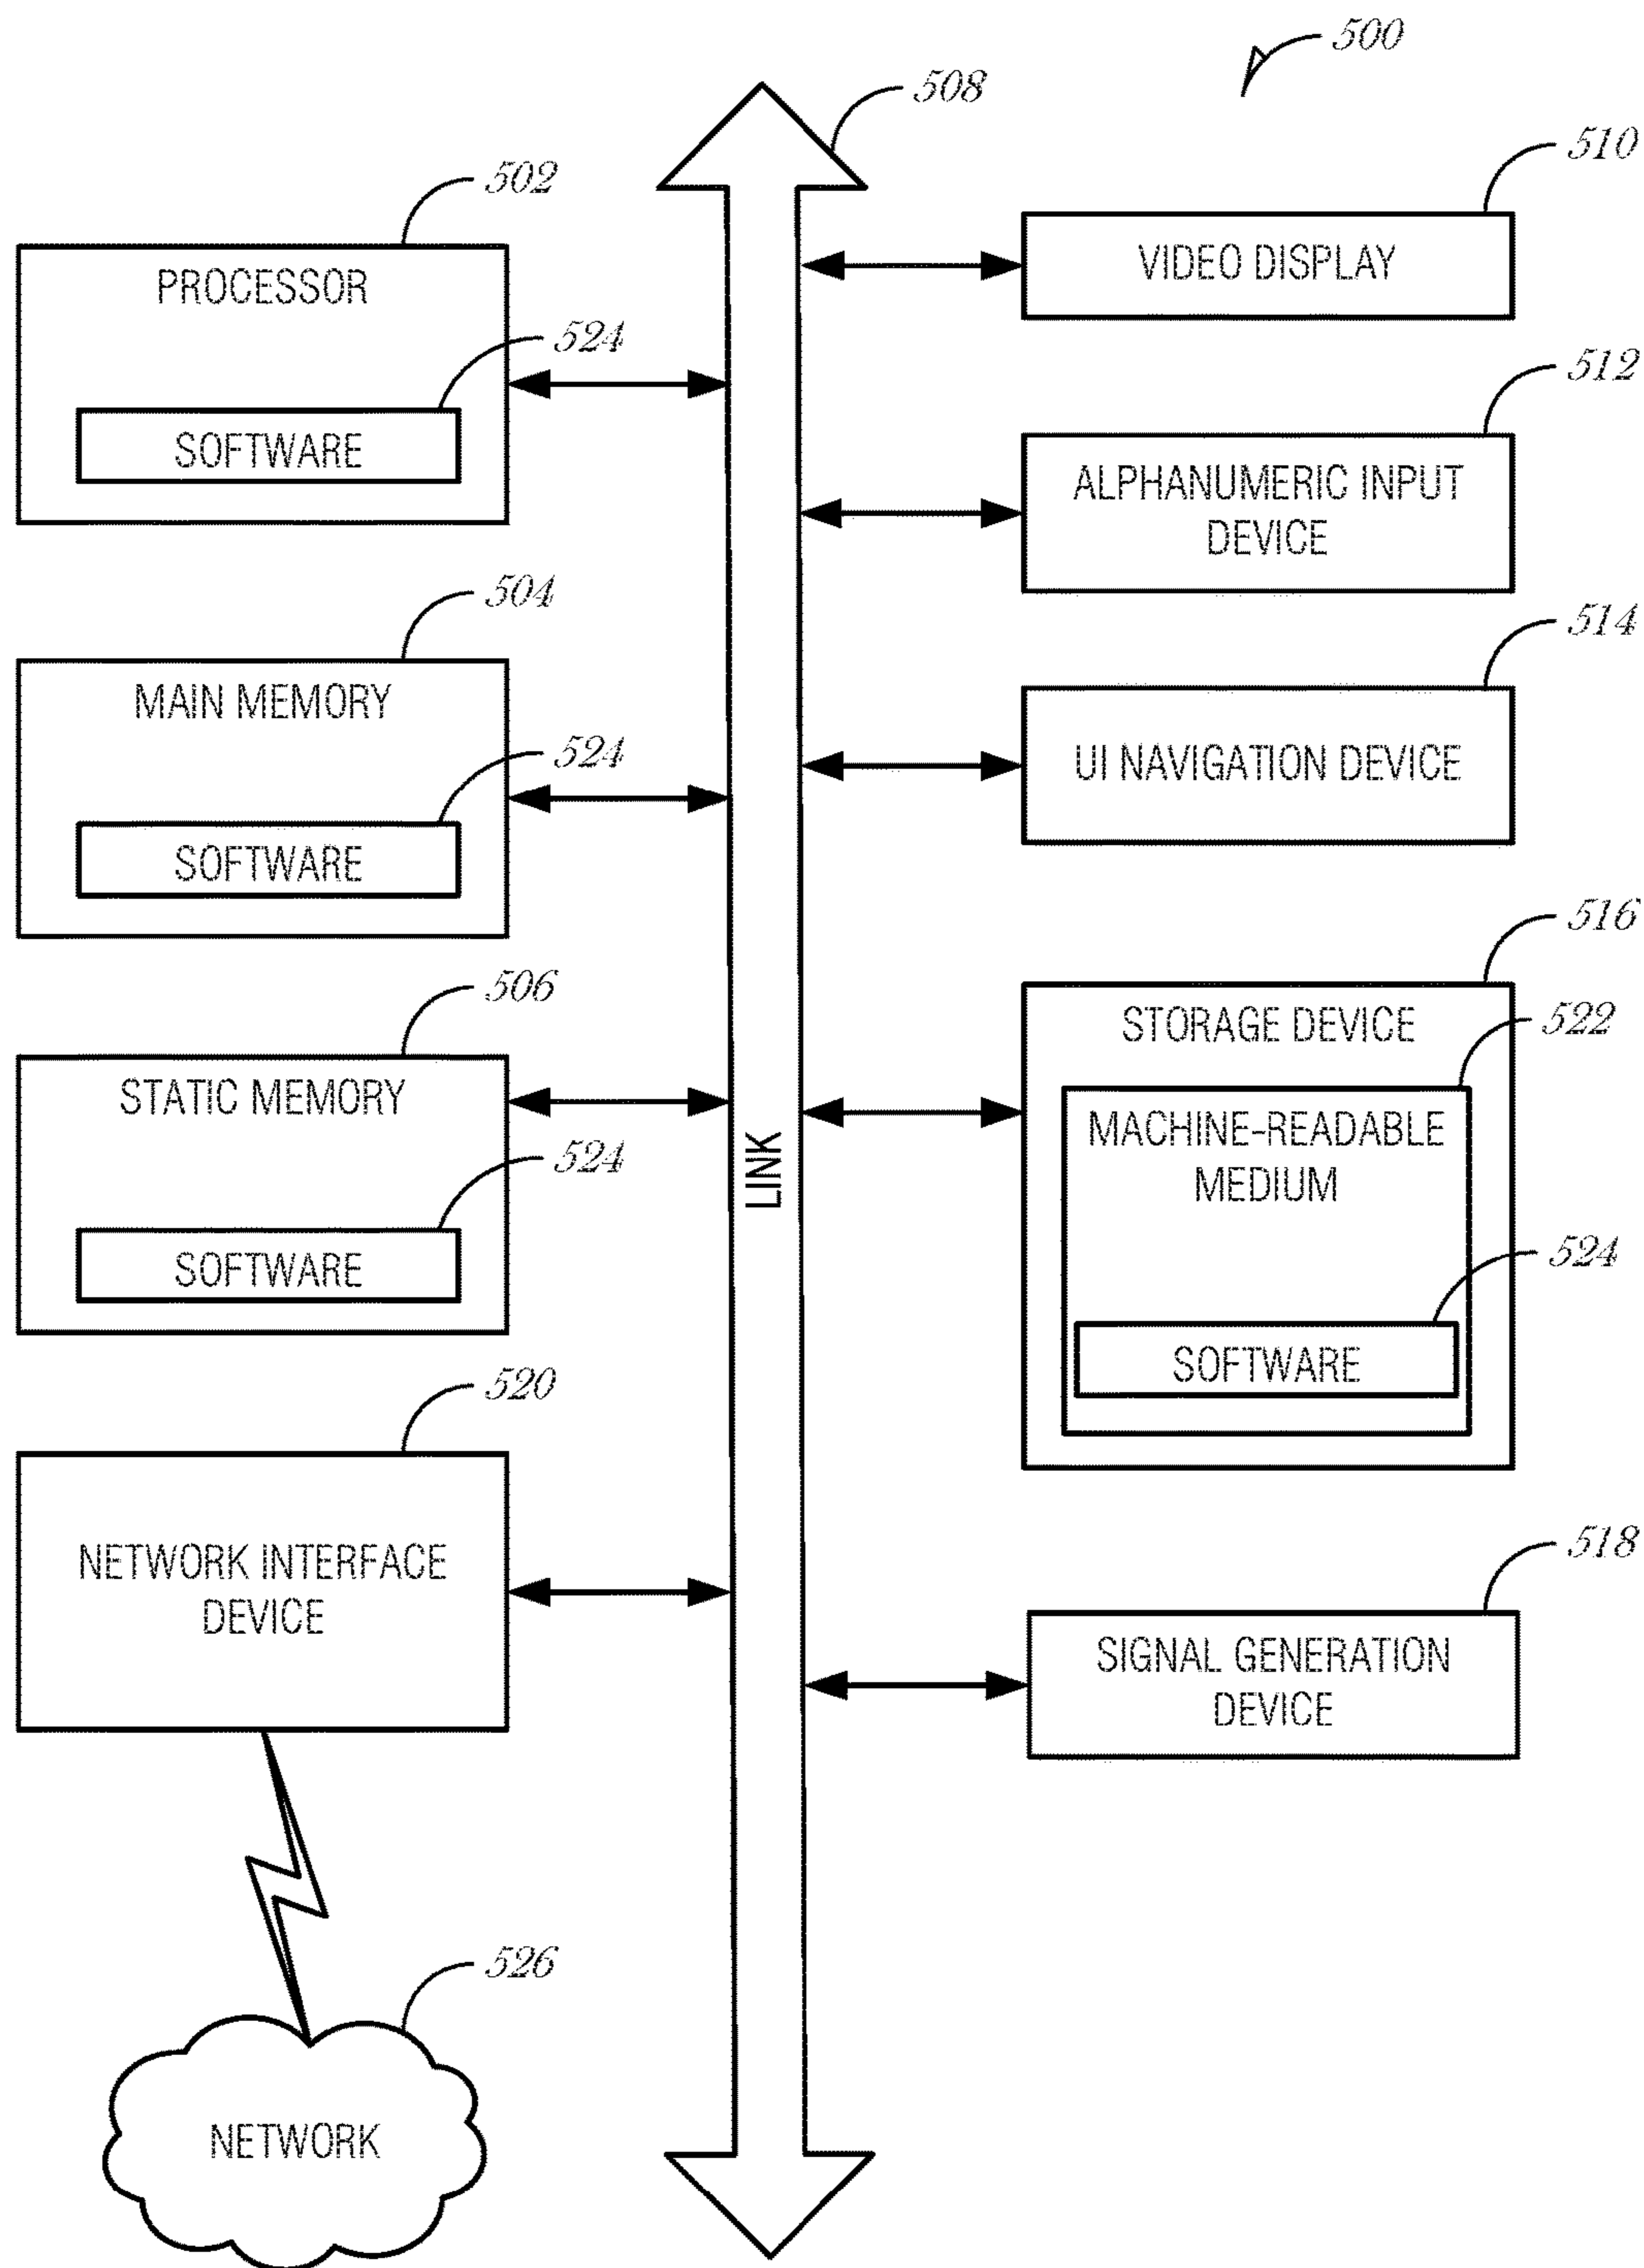 500
508
502
PROCESSOR
524
SOFTWARE
504
MAIN MEMORY
524
SOFTWARE
506
STATIC MEMORY
524
SOFTWARE
520
NETWORK INTERFACE
DEVICE
526
NETWORK
LINK
510
VIDEO DISPLAY
512
ALPHANUMERIC INPUT
DEVICE
514
UI NAVIGATION DEVICE
516
STORAGE DEVICE
522
MACHINE-READABLE
MEDIUM
524
SOFTWARE
518
SIGNAL GENERATION
DEVICE